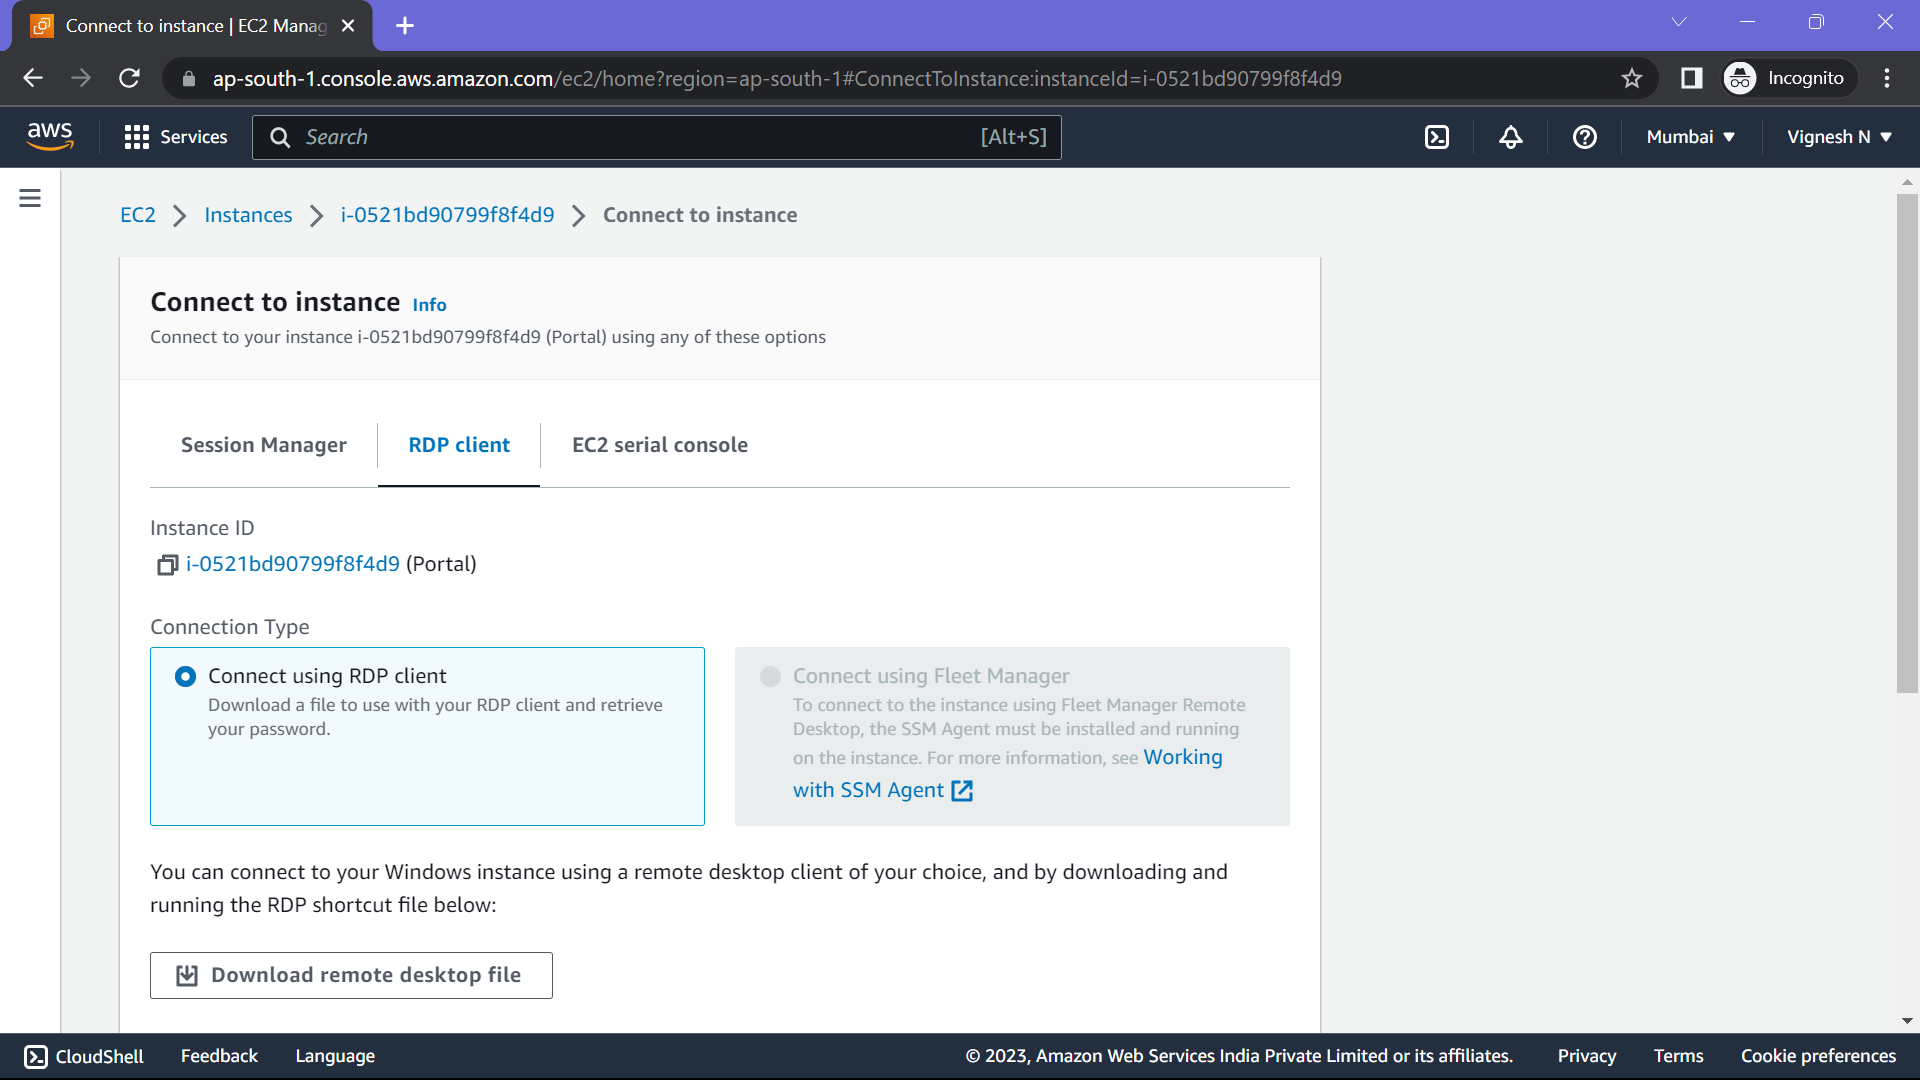 Connect to instance | EC2 Manag
ap-south-1.console.aws.amazon.com/ec2/home?region=ap-south-1#ConnectToInstance:instanceId=i-0521bd90799f8f4d9
Incognito
aws
Services
Search
[Alt+S]
Mumbai
Vignesh N
EC2
Instances
i-0521bd90799f8f4d9
Connect to instance
Connect to instance Info
Connect to your instance i-0521bd90799f8f4d9 (Portal) using any of these options
Session Manager
RDP client
EC2 serial console
Instance ID
i-0521bd90799f8f4d9 (Portal)
Connection Type
Connect using RDP client
Download a file to use with your RDP client and retrieve
your password.
Connect using Fleet Manager
To connect to the instance using Fleet Manager Remote
Desktop, the SSM Agent must be installed and running
on the instance. For more information, see Working
with SSM Agent
You can connect to your Windows instance using a remote desktop client of your choice, and by downloading and
running the RDP shortcut file below:
Download remote desktop file
CloudShell
Feedback
Language
© 2023, Amazon Web Services India Private Limited or its affiliates.
Privacy
Terms
Cookie preferences